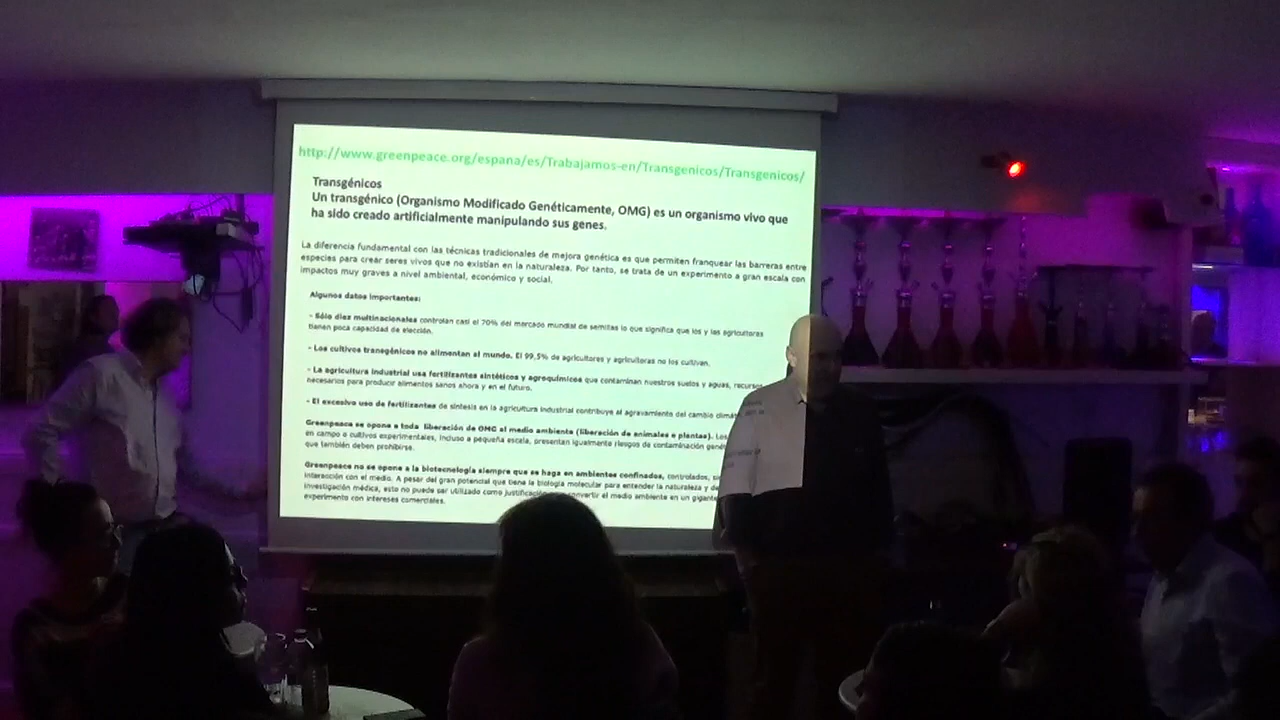 http://www.greenpeace.org/espana/es/Trabajamos-en/Transgenicos/Transgenicos/
Transgénicos
Un transgénico (Organismo Modificado Genéticamente, OMG) es un organismo vivo que
ha sido creado artificialmente manipulando sus genes.
La diferencia fundamental con las técnicas tradicionales de mejora genética es que permiten franquear las barreras entre
especies para crear seres vivos que no existían en la naturaleza. Por tanto, se trata de un experimento a gran escala con
impactos muy graves a nivel ambiental, económico y social.
Algunos datos importantes:
- Sólo diez multinacionales controlan casi el 70% del mercado mundial de semillas lo que significa que los y las agricultoras
tienen poca capacidad de elección.
- Los cultivos transgénicos no alimentan al mundo. El 99,5% de agricultores y agricultoras no los cultivan.
- La agricultura industrial usa fertilizantes sintéticos y agroquímicos que contaminan nuestros suelos y aguas, recursos
necesarios para producir alimentos sanos ahora y en el futuro.
- El excesivo uso de fertilizantes de síntesis en la agricultura industrial contribuye al agravamiento del cambio
Greenpeace se opone a toda liberación de OMG al medio ambiente (liberación de animales o plantas). Los
en campo o cultivos experimentales, incluso a pequeña escala, presentan igualmente riesgos de contaminación
que también deben prohibirse.
Greenpeace no se opone a la biotecnología siempre que se haga en ambientes confinados, controlados,
interacción con el medio. A pesar del gran potencial que tiene la biología molecular para entender la naturaleza y
investigación médica, esto no puede ser utilizado como justificación convertir el medio ambiente en un
experimento con intereses comerciales.